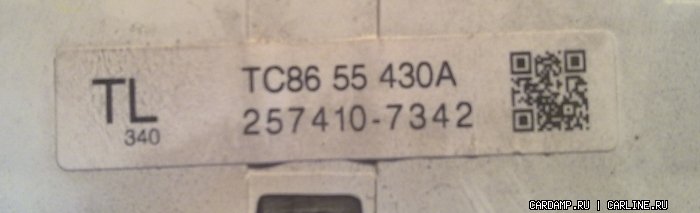 TL
340
TC86 55 430A
257410-7342
CARDAMP.RU | CARLINE.RU